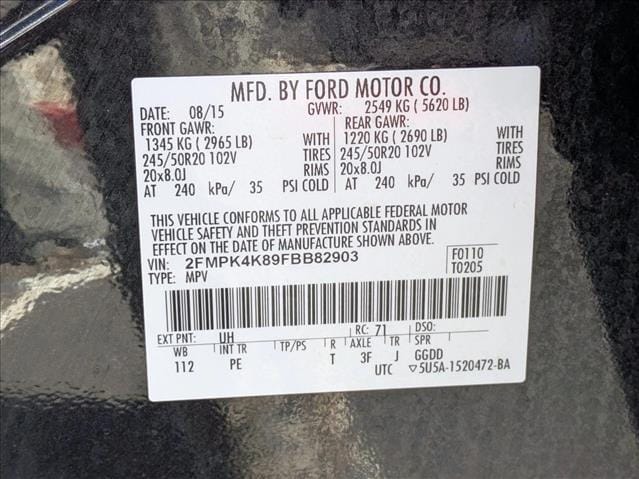 MFD. BY FORD MOTOR CO.
DATE: 08/15 GVWR: 2549 KG ( 5620 LB)
FRONT GAWR: REAR GAWR:
1345 KG ( 2965 LB) WITH 1220 KG ( 2690 LB) WITH
245/50R20 102V TIRES 245/50R20 102V TIRES
20x8.0J RIMS 20x8.0J RIMS
AT 240 kPa/ 35 PSI COLD AT 240 kPa/ 35 PSI COLD
THIS VEHICLE CONFORMS TO ALL APPLICABLE FEDERAL MOTOR
VEHICLE SAFETY AND THEFT PREVENTION STANDARDS IN
EFFECT ON THE DATE OF MANUFACTURE SHOWN ABOVE.
VIN: 2FMPK4K89FBB82903 F0110
TYPE: MPV T0205
EXT PNT: UH RC: 71 DSO:
WB INT TR TP/PS R AXLE TR SPR
112 PE T 3F J GGDD
UTC ▽5U5A-1520472-BA